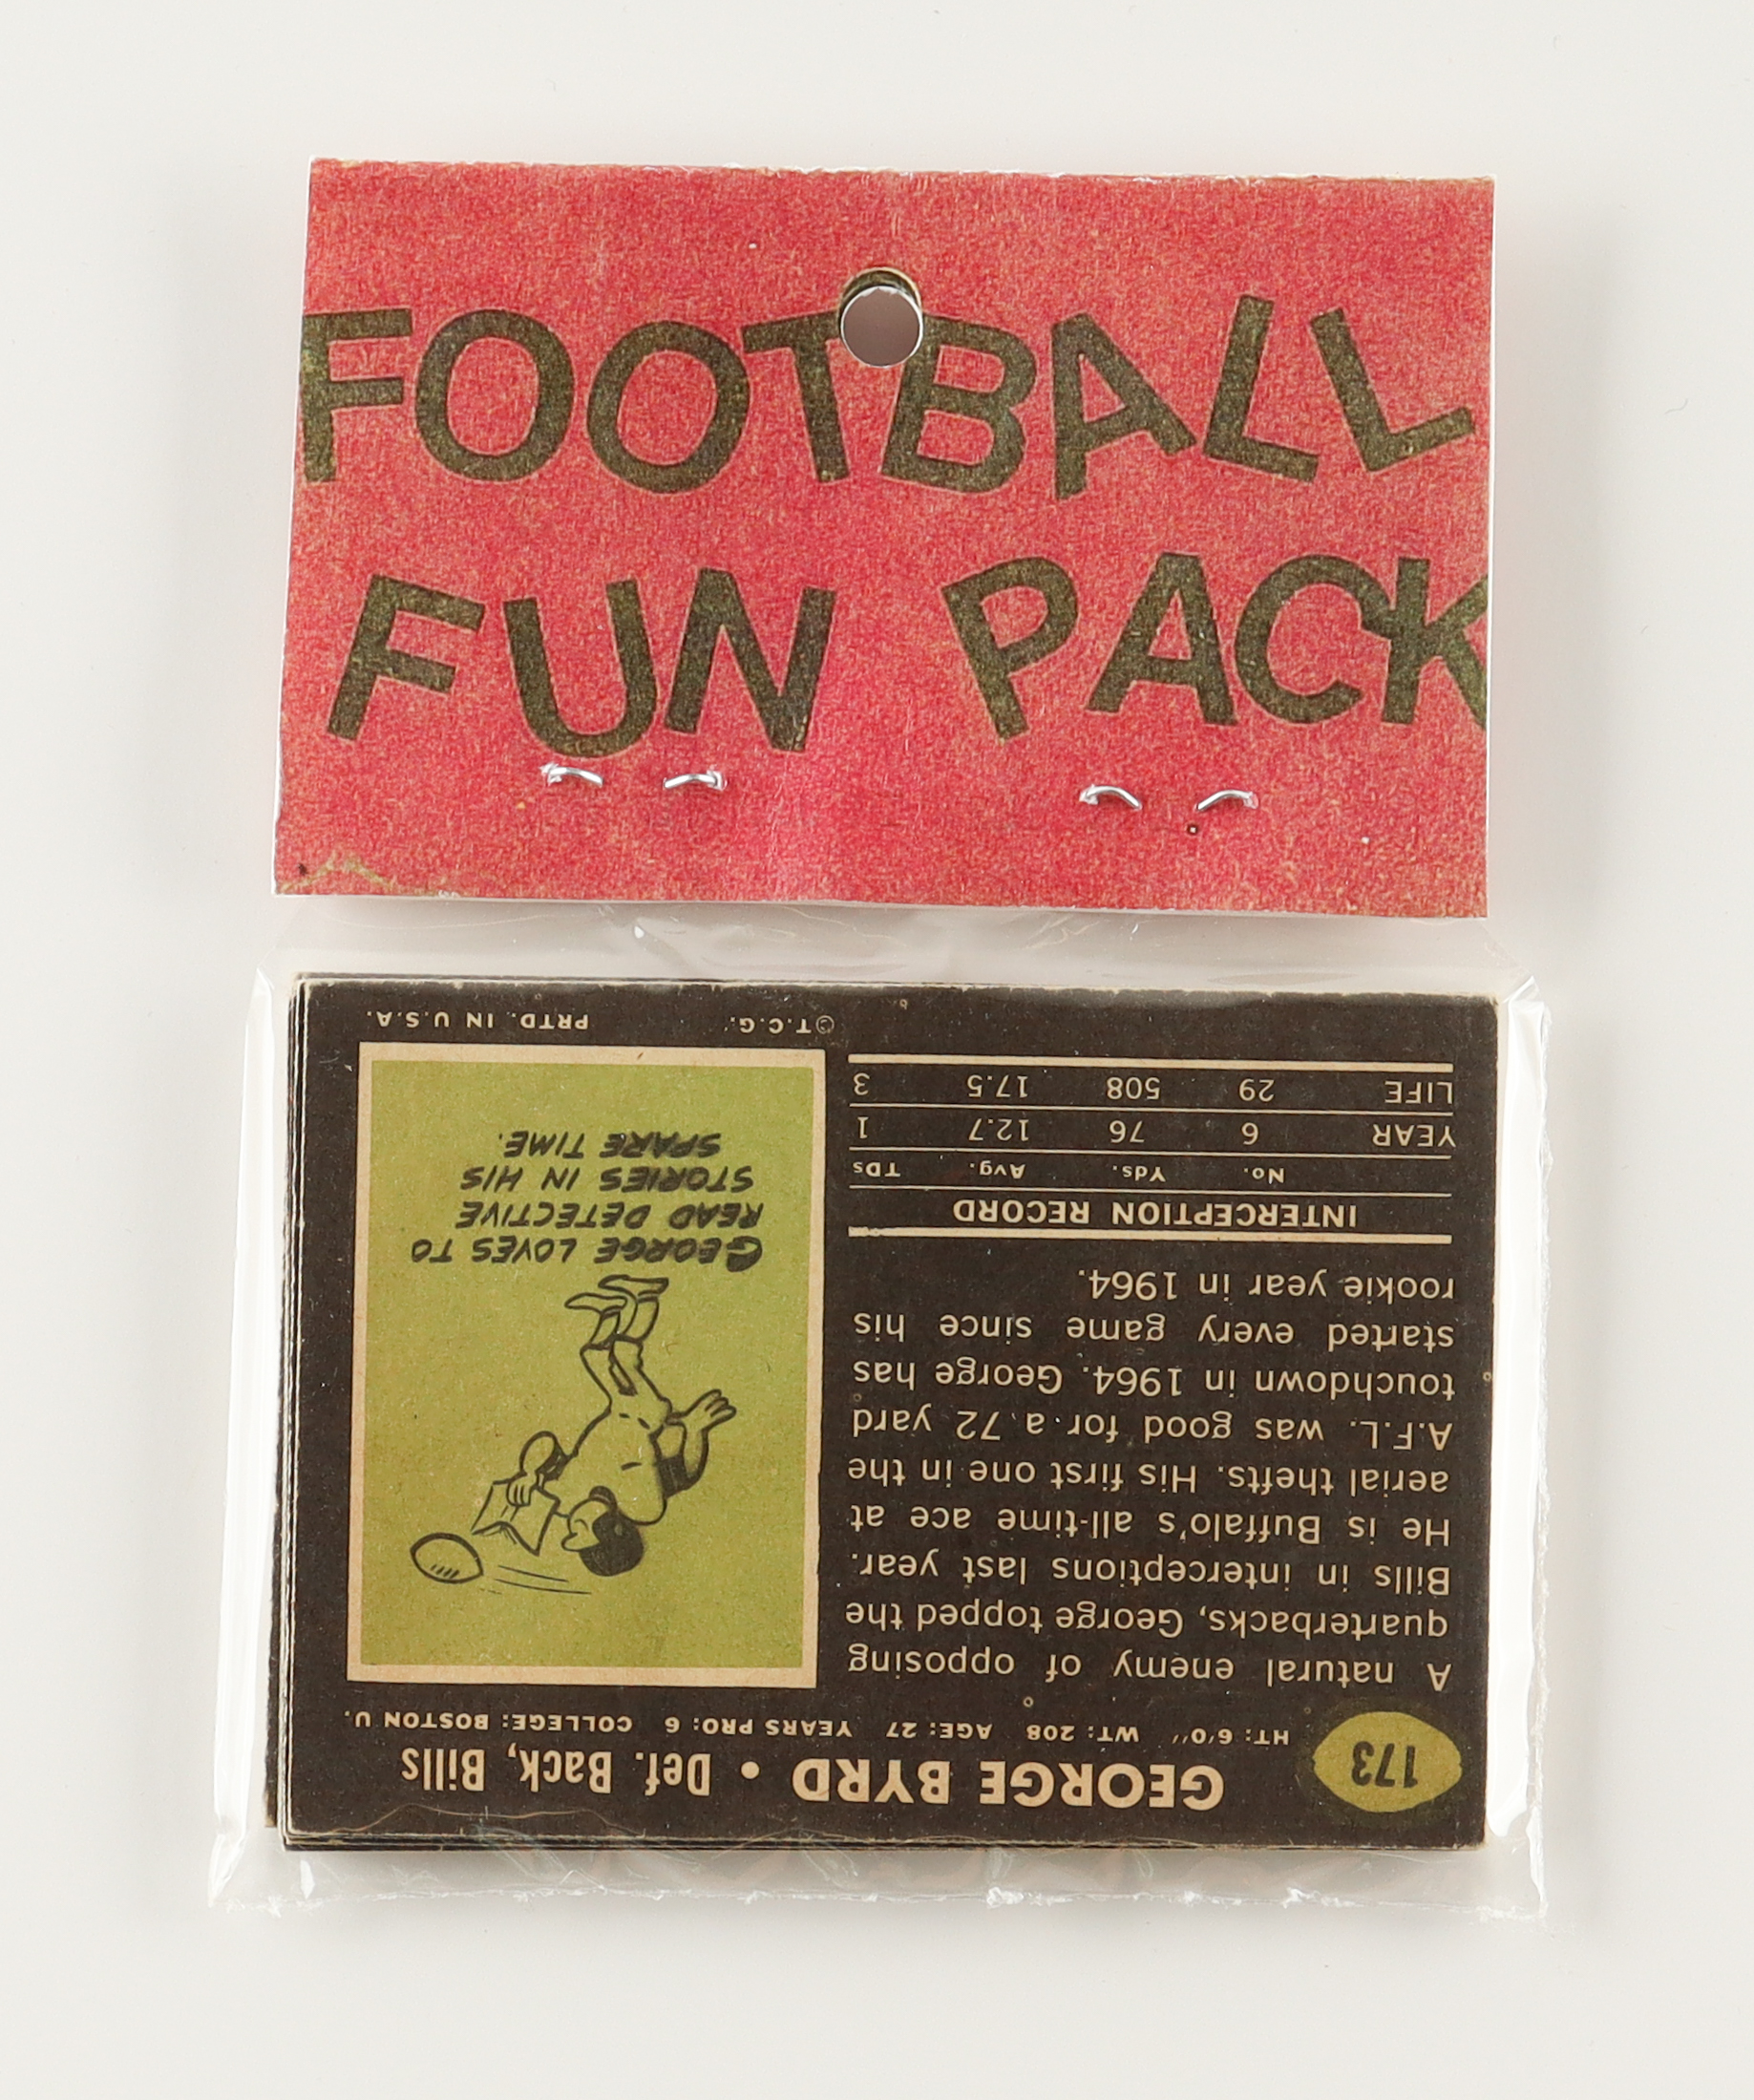 FOOTBALL
FUN PACK
173
GEORGE BYRD • Def. Back, Bills
HT: 6'0" WT: 208 AGE: 27 YEARS PRO: 6 COLLEGE: BOSTON U.
A natural enemy of opposing
quarterbacks, George topped the
Bills in interceptions last year.
He is Buffalo's all-time ace at
aerial thefts. His first one in the
A.F.L. was good for a 72 yard
touchdown in 1964. George has
started every game since his
rookie year in 1964.
INTERCEPTION RECORD
No. Yds. Avg. TDs
YEAR 6 76 12.7 1
LIFE 29 508 17.5 3
GEORGE LOVES TO
READ DETECTIVE
STORIES IN HIS
SPARE TIME.
©T.C.G. PRTD. IN U.S.A.